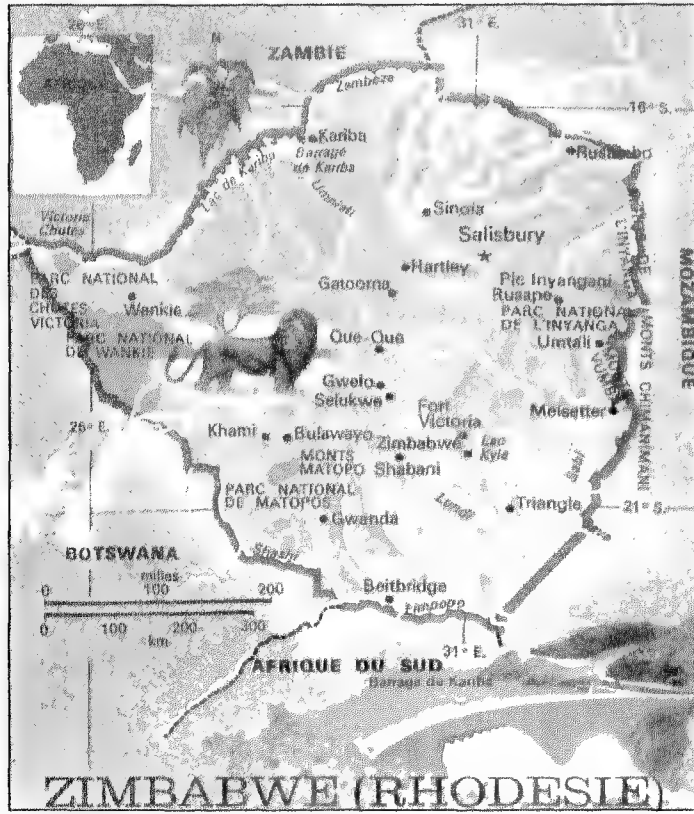 26° E.
N
31° E.
ZAMBIE
Zambèze
16° S.
Kariba
Rusambo
Barrage
de Kariba
Lac de Kariba
Sinoia
Victoria
Chutes
Salisbury
Hartley
PARC NATIONAL
DES
CHUTES
VICTORIA
Wankie
Gatooma
Pic Inyangani
Rusapo
PARC NATIONAL
DE L'INYANGA
MOZAMBIQUE
PARC NATIONAL
DE WANKIE
Que-Que
Umtali
Gwelo
Selukwe
MONTS CHIMANIMANI
Fort
Victoria
Melsetter
26° E.
Khami
Bulawayo
Zimbabwe
Lac
Kyle
MONTS
MATOPO
Shabani
PARC NATIONAL
DE MATOPOS
Lundi
Triangle
21° S.
Gwanda
BOTSWANA
Shashi
miles
0 100 200
Beitbridge
Limpopo
0 100 200 300
km
31° E.
AFRIQUE DU SUD
Barrage de Kariba
ZIMBABWE (RHODESIE)